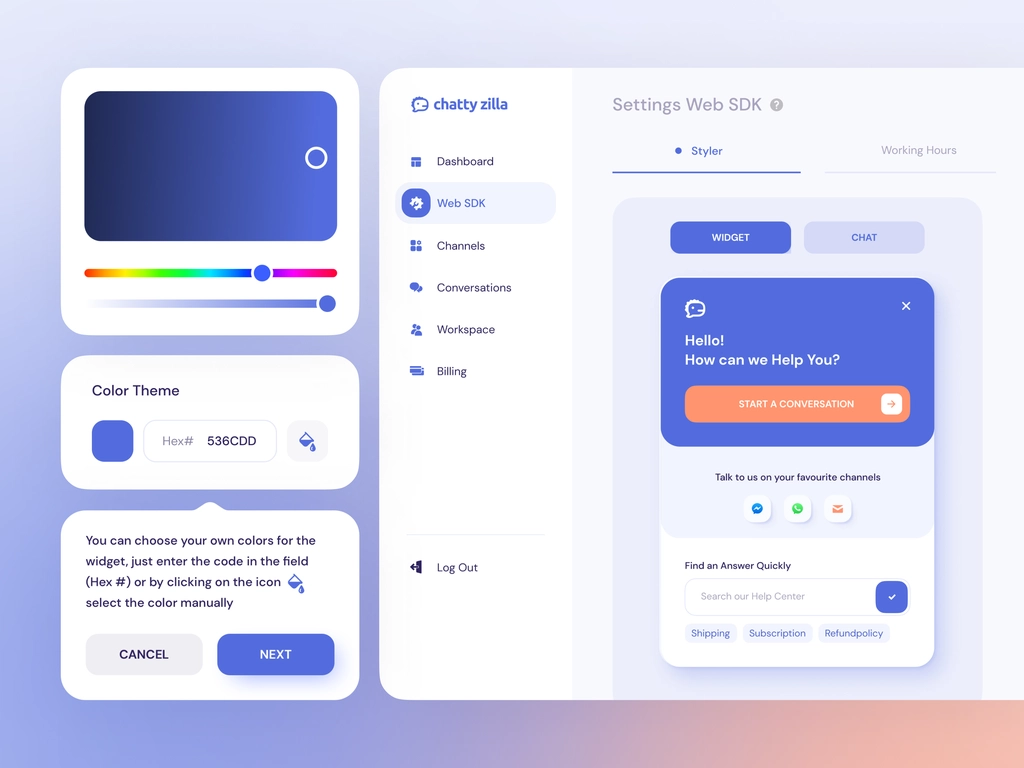 Color Theme
Hex# 536CDD
You can choose your own colors for the
widget, just enter the code in the field
(Hex #) or by clicking on the icon
select the color manually
CANCEL
NEXT
chatty zilla
Dashboard
Web SDK
Channels
Conversations
Workspace
Billing
Log Out
Settings Web SDK ?
Styler
Working Hours
WIDGET
CHAT
Hello!
How can we Help You?
START A CONVERSATION
Talk to us on your favourite channels
Find an Answer Quickly
Search our Help Center
Shipping
Subscription
Refundpolicy